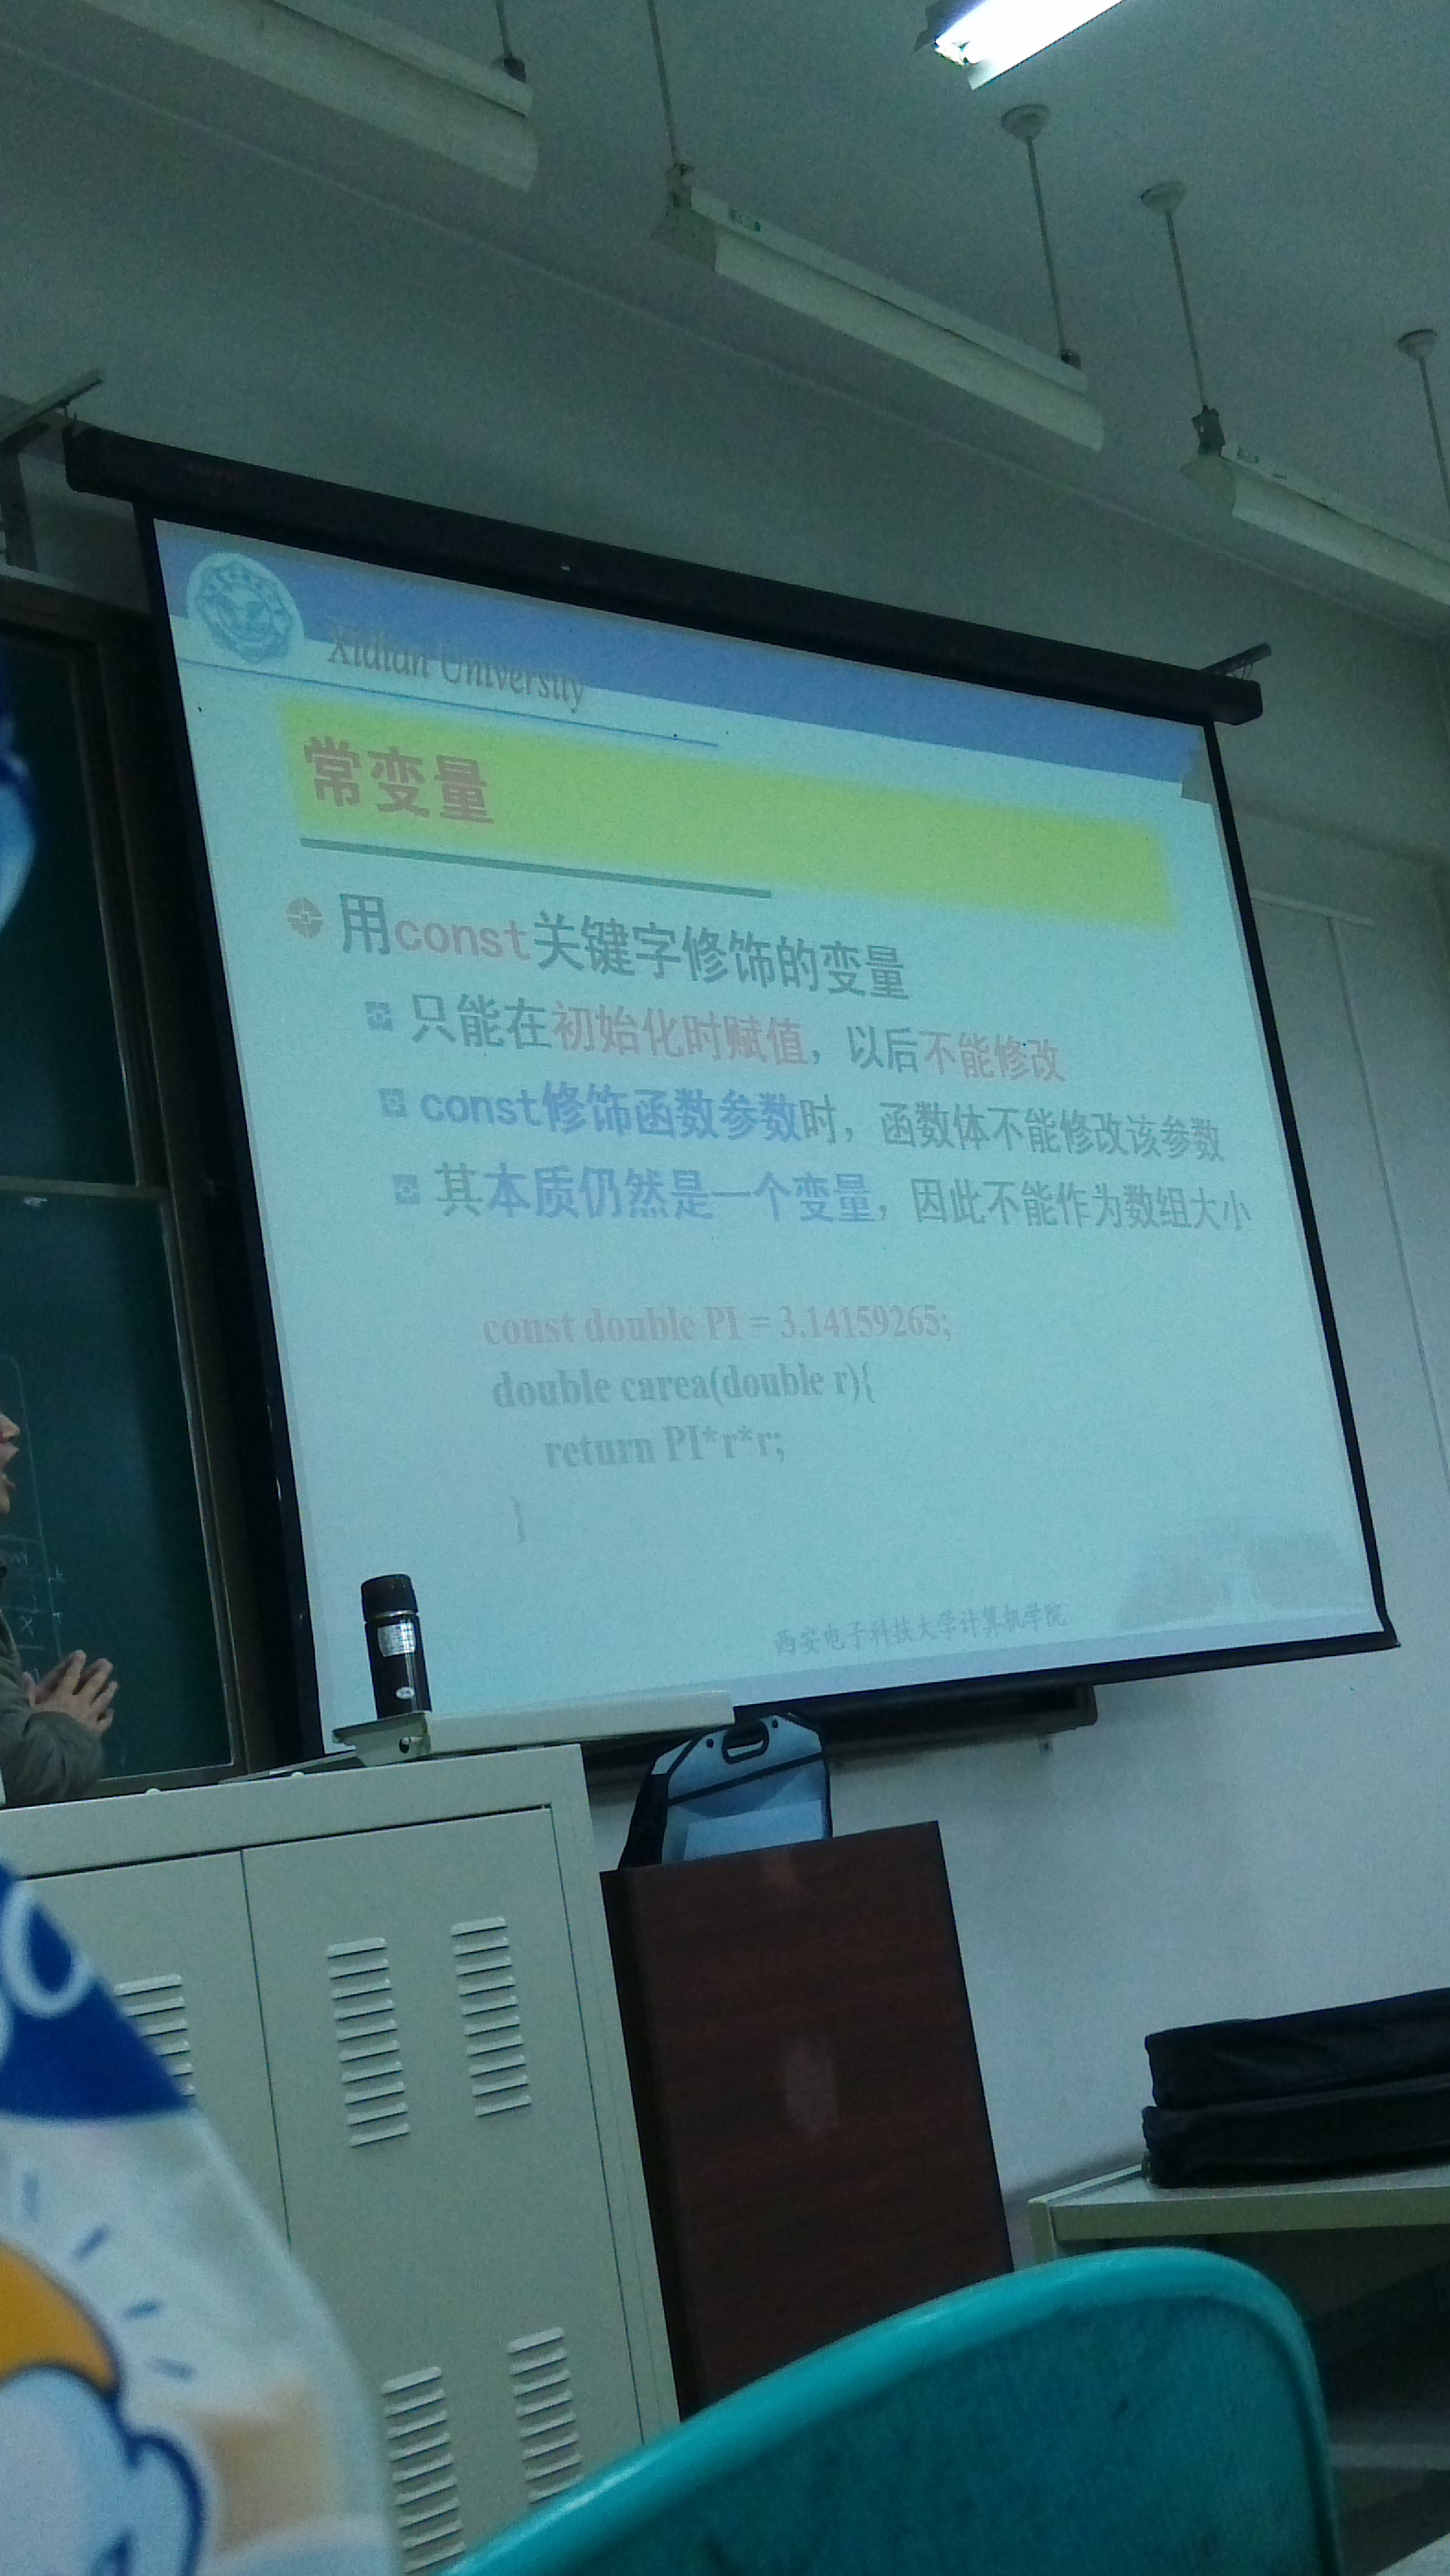 Xidian University
常变量
用const关键字修饰的变量
只能在初始化时赋值，以后不能修改
const修饰函数参数时，函数体不能修改该参数
其本质仍然是一个变量，因此不能作为数组大小
const double PI = 3.14159265;
double carea(double r){
return PI*r*r;
}
西安电子科技大学计算机学院